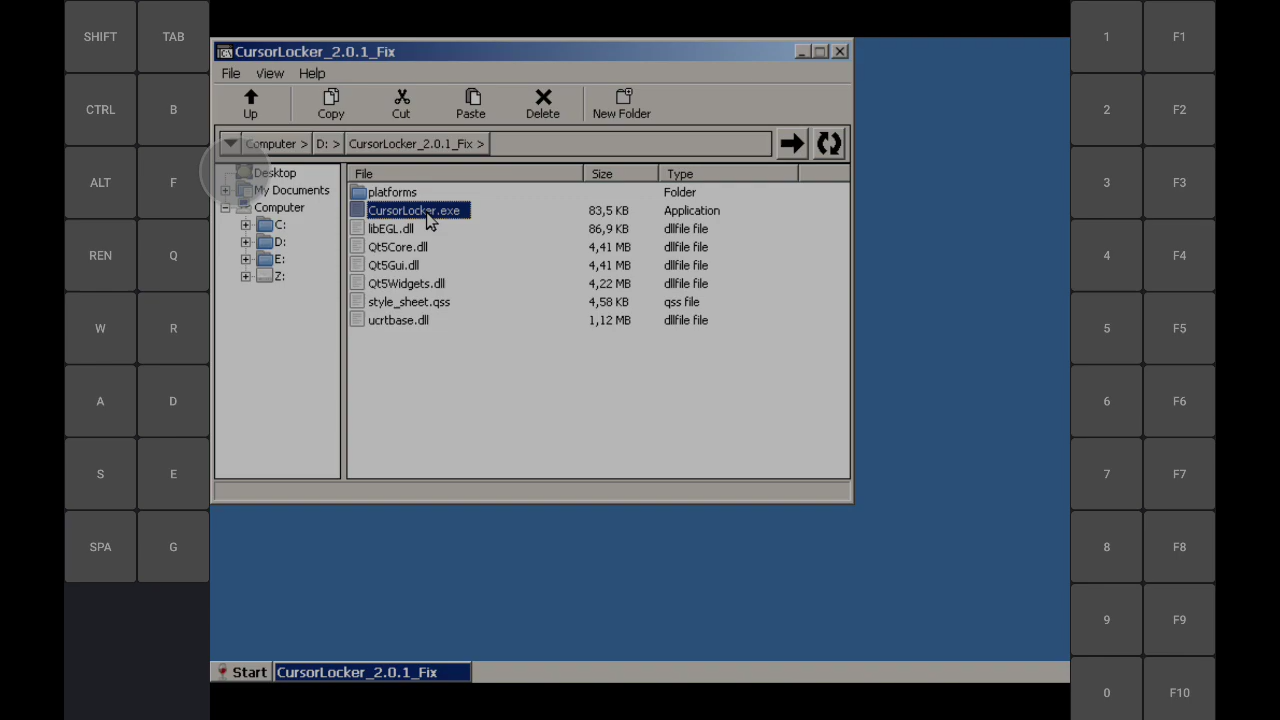 SHIFT TAB
CTRL B
ALT F
REN Q
W R
A D
S E
SPA G
CursorLocker_2.0.1_Fix
File View Help
Up Copy Cut Paste Delete New Folder
Computer > D: > CursorLocker_2.0.1_Fix >
Desktop
My Documents
Computer
C:
D:
E:
Z:
File Size Type
platforms Folder
CursorLocker.exe 83,5 KB Application
libEGL.dll 86,9 KB dllfile file
Qt5Core.dll 4,41 MB dllfile file
Qt5Gui.dll 4,41 MB dllfile file
Qt5Widgets.dll 4,22 MB dllfile file
style_sheet.qss 4,58 KB qss file
ucrtbase.dll 1,12 MB dllfile file
Start CursorLocker_2.0.1_Fix
1 F1
2 F2
3 F3
4 F4
5 F5
6 F6
7 F7
8 F8
9 F9
0 F10